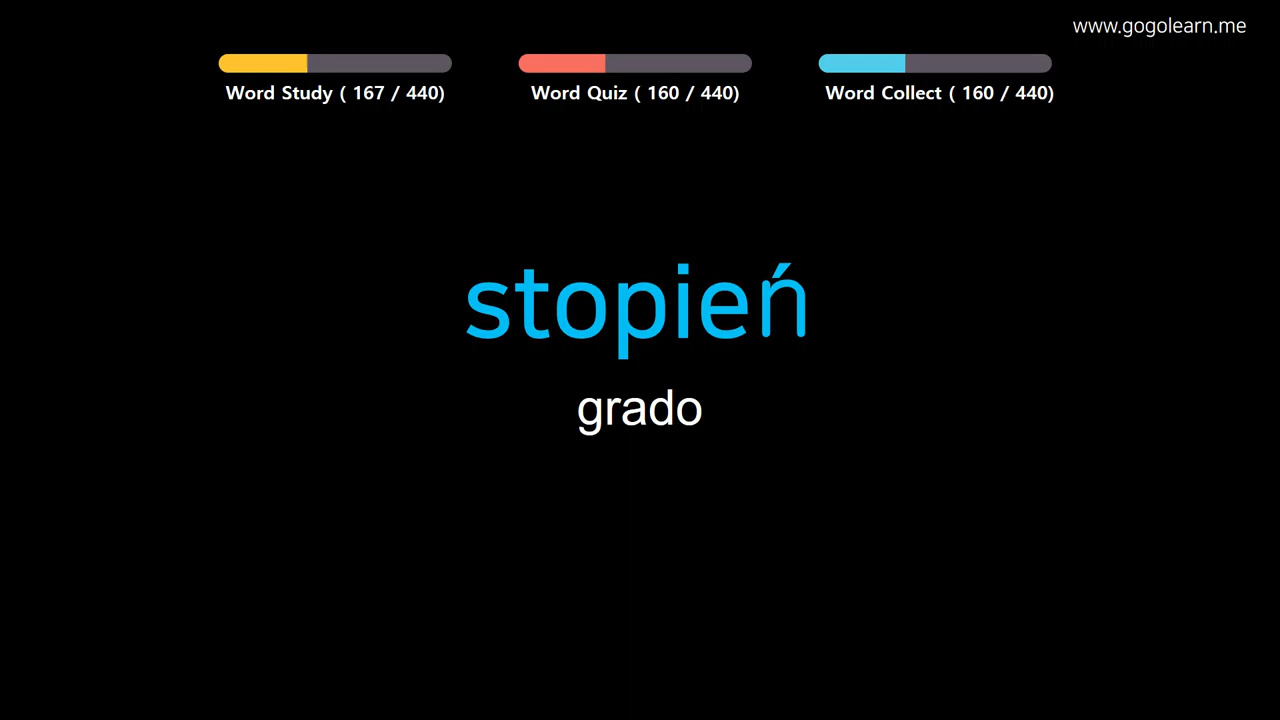 www.gogolearn.me
Word Study ( 167 / 440)
Word Quiz ( 160 / 440)
Word Collect ( 160 / 440)
stopień
grado